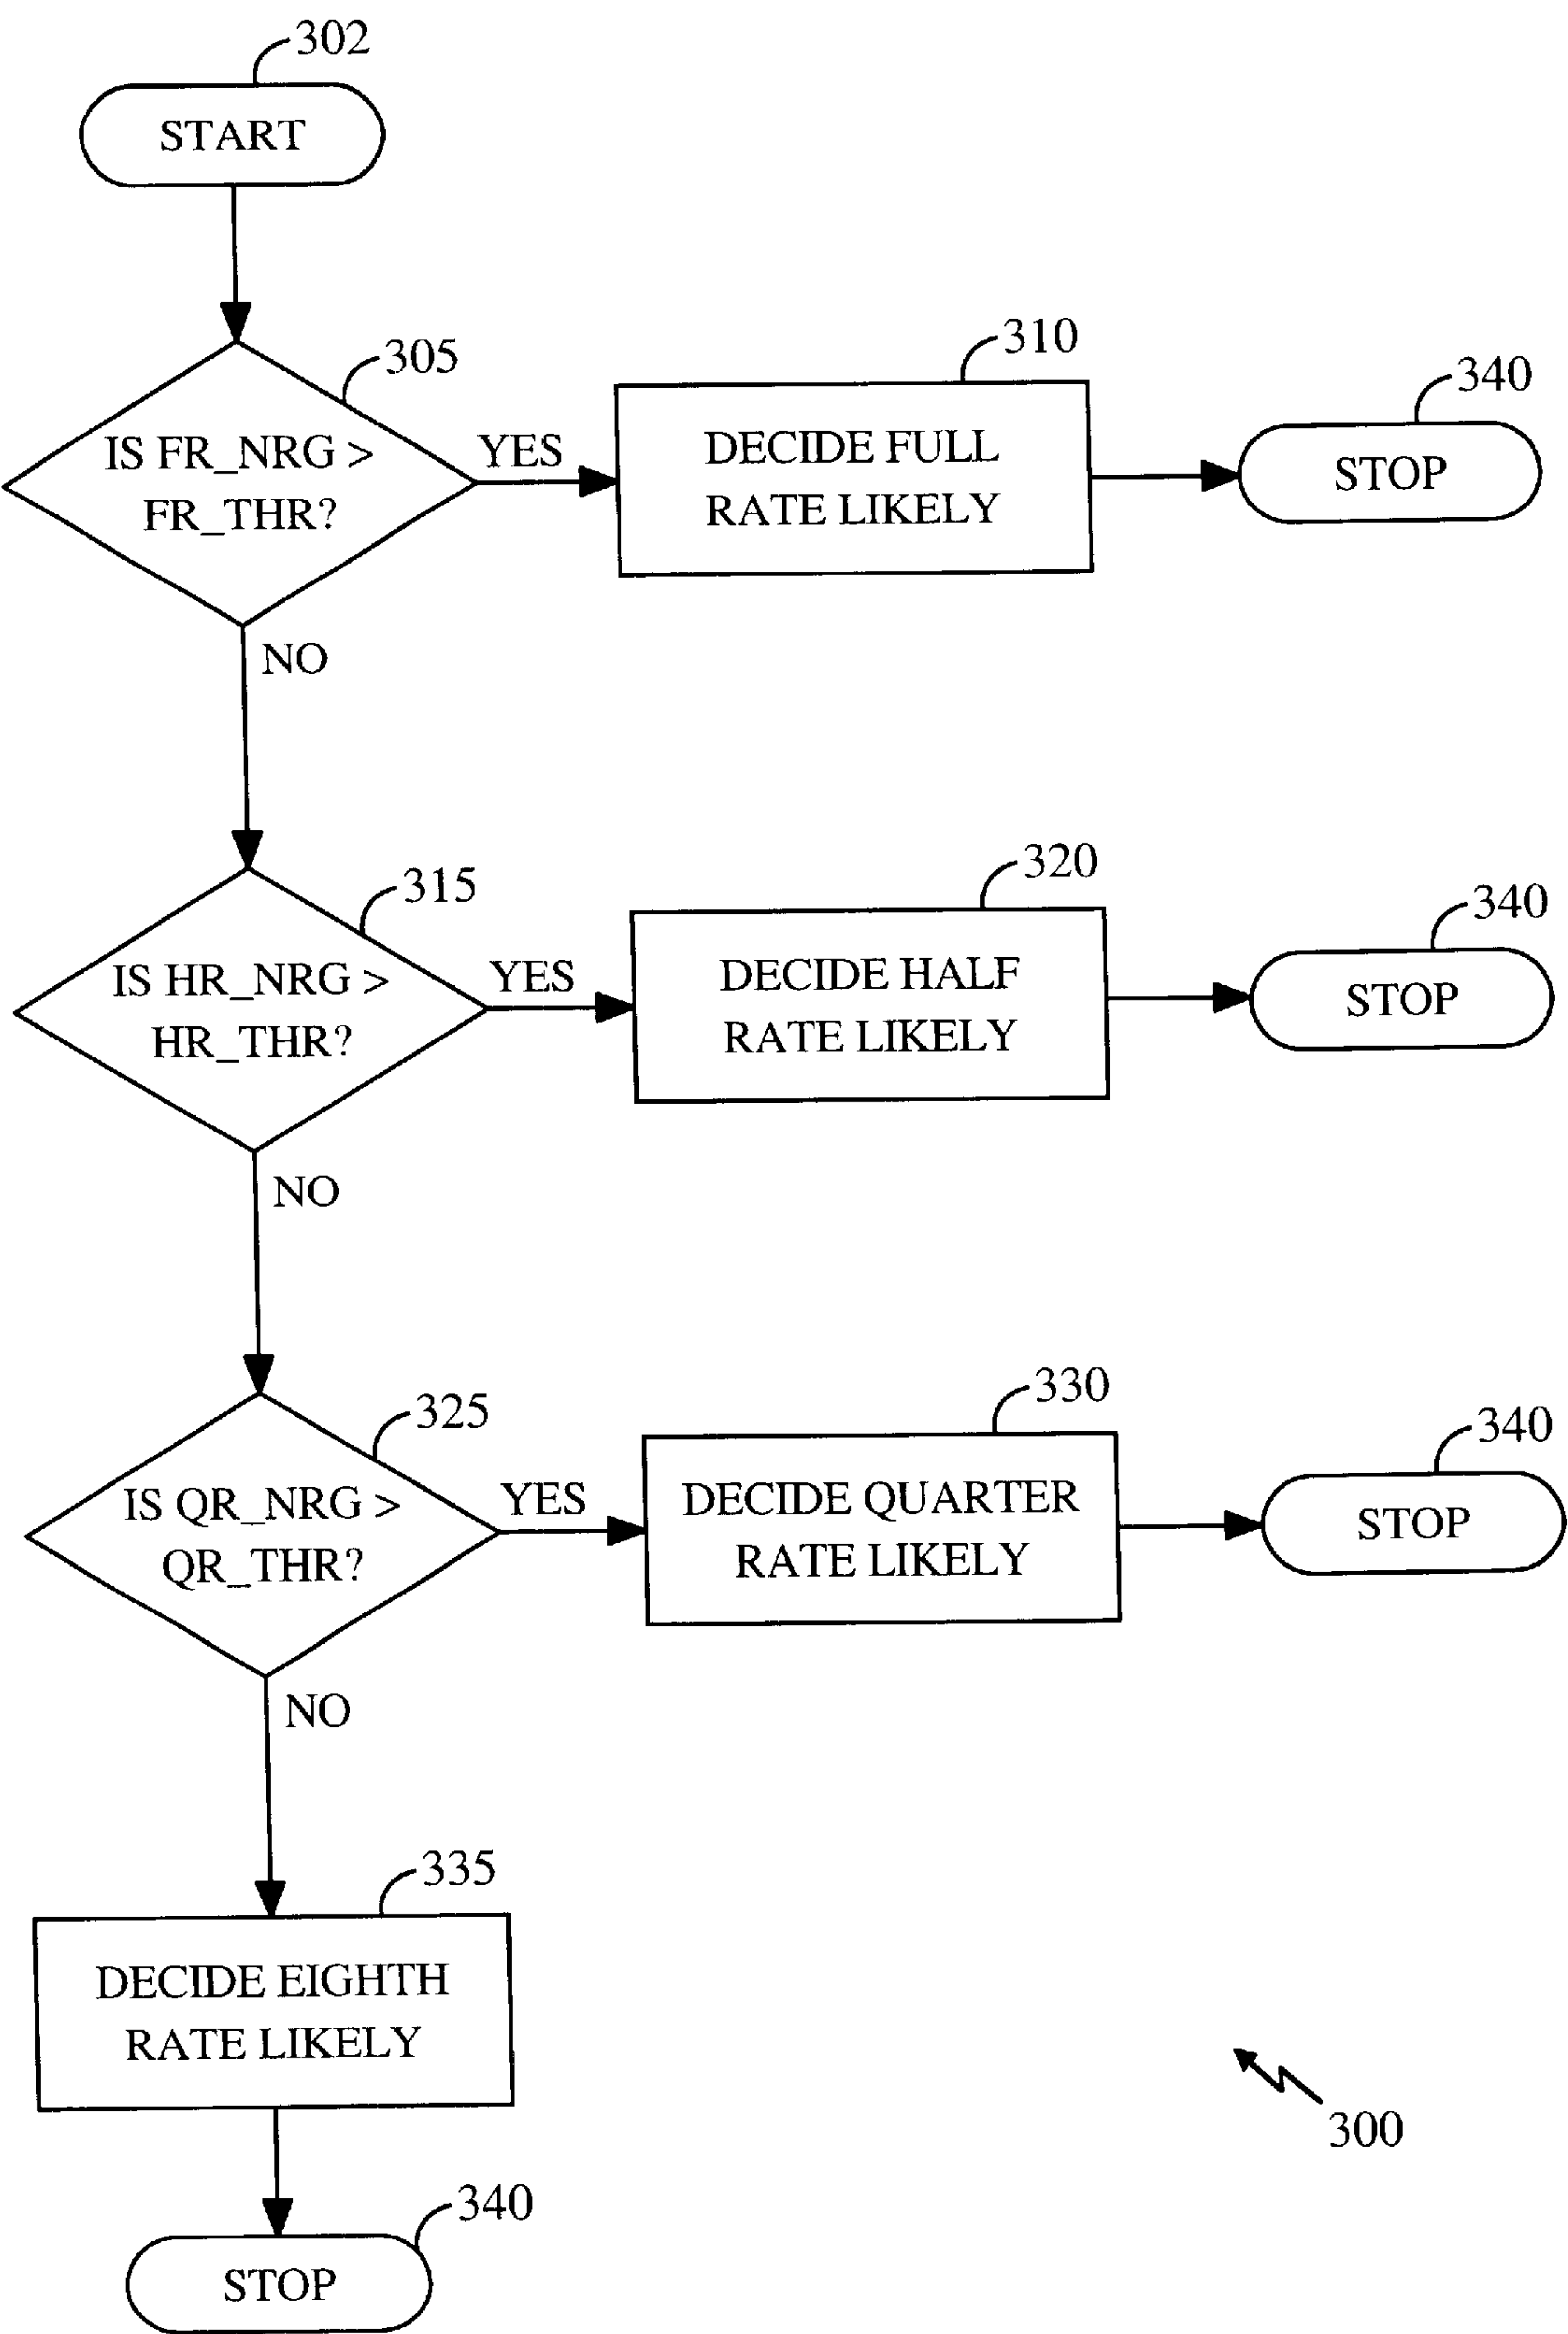 302
START
305
IS FR_NRG >
FR_THR?
YES
310
DECIDE FULL
RATE LIKELY
340
STOP
NO
315
IS HR_NRG >
HR_THR?
YES
320
DECIDE HALF
RATE LIKELY
340
STOP
NO
325
IS QR_NRG >
QR_THR?
YES
330
DECIDE QUARTER
RATE LIKELY
340
STOP
NO
335
DECIDE EIGHTH
RATE LIKELY
300
340
STOP